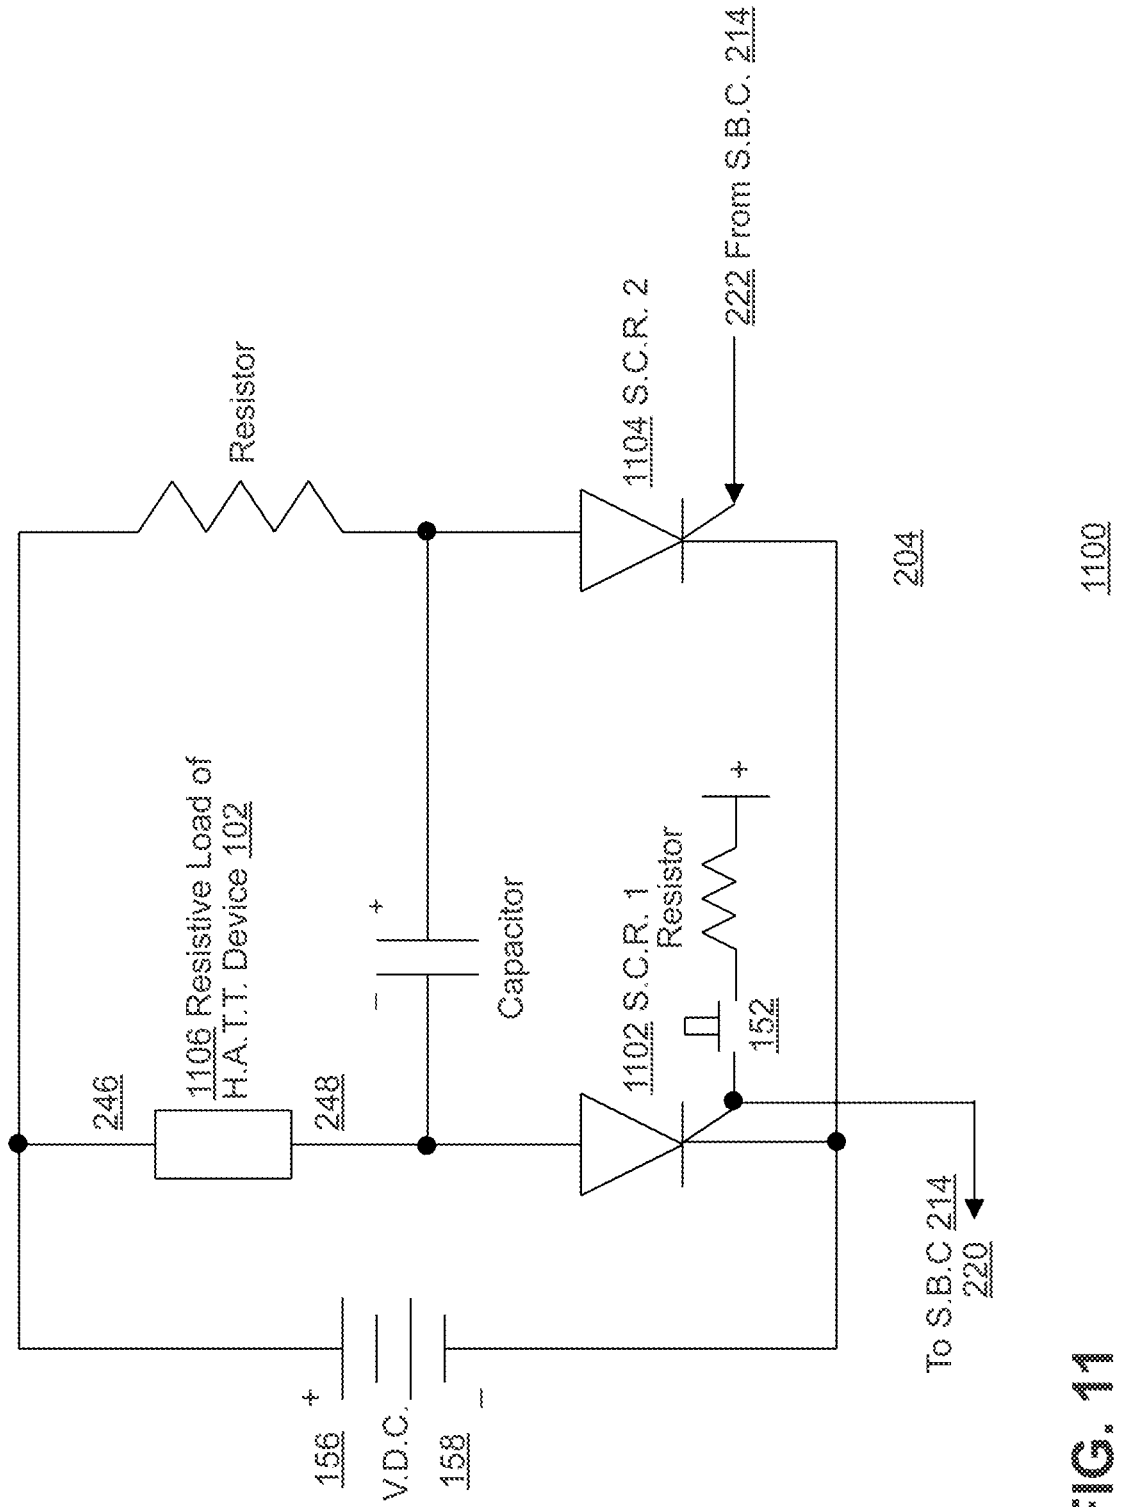 246
1106 Resistive Load of
H.A.T.T. Device 102
Resistor
+
156
248
− +
V.D.C.
158
−
Capacitor
1102 S.C.R. 1
Resistor
1104 S.C.R. 2
+
222 From S.B.C. 214
152
204
To S.B.C 214
220
1100
FIG. 11